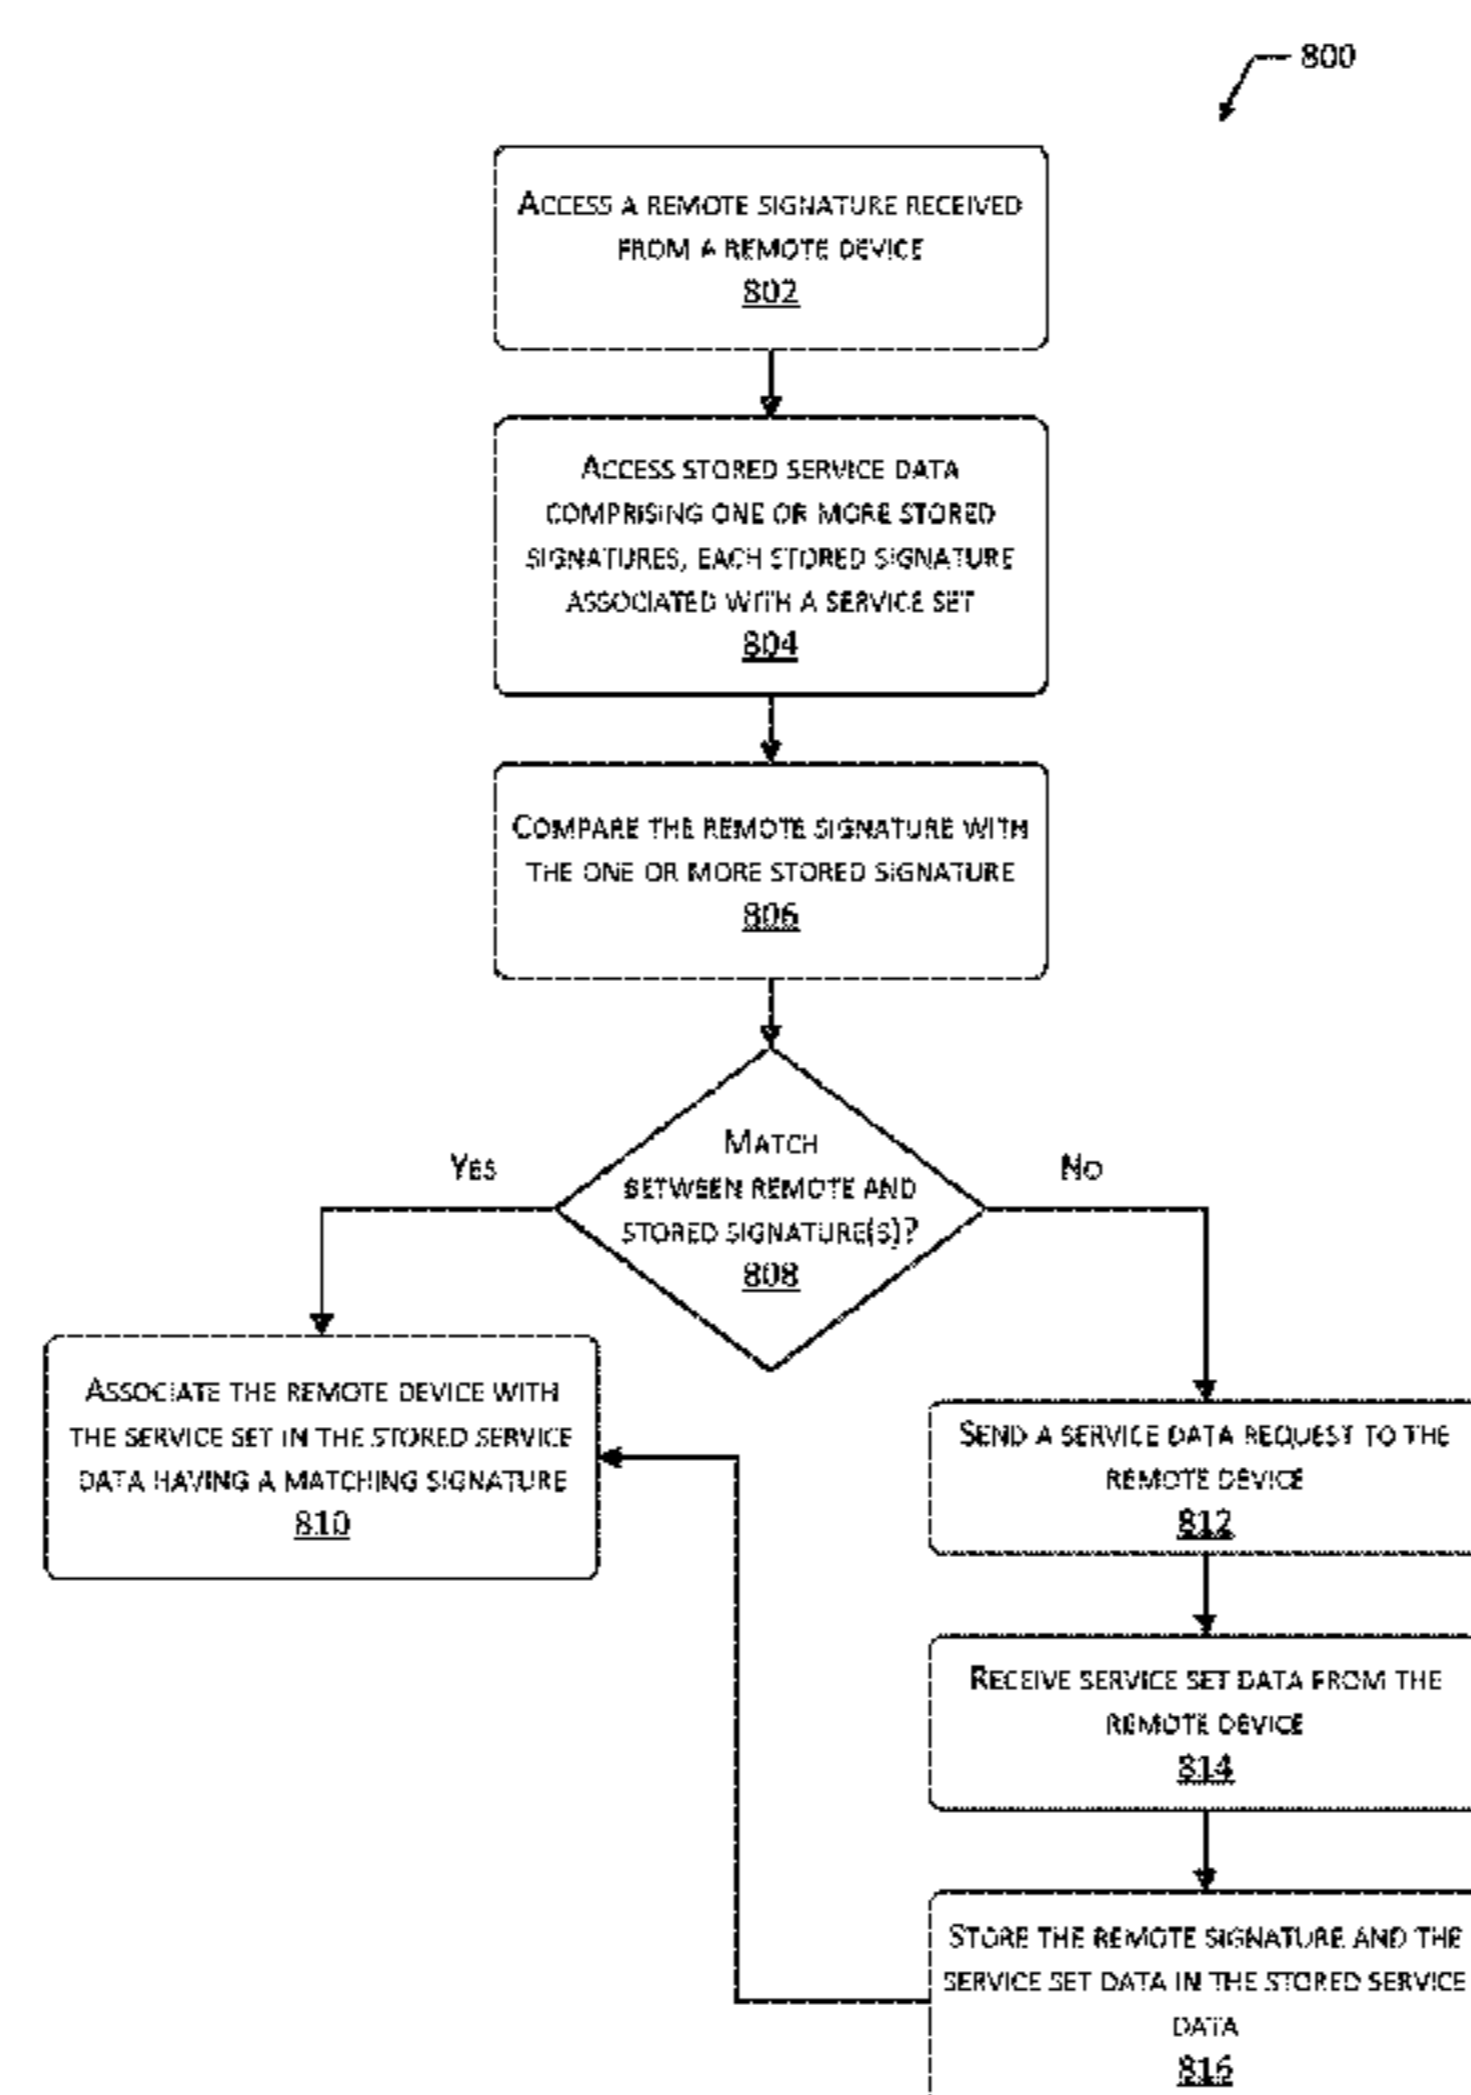 800
ACCESS A REMOTE SIGNATURE RECEIVED
FROM A REMOTE DEVICE
802
ACCESS STORED SERVICE DATA
COMPRISING ONE OR MORE STORED
SIGNATURES, EACH STORED SIGNATURE
ASSOCIATED WITH A SERVICE SET
804
COMPARE THE REMOTE SIGNATURE WITH
THE ONE OR MORE STORED SIGNATURE
806
MATCH
BETWEEN REMOTE AND
STORED SIGNATURE(S)?
808
YES
NO
ASSOCIATE THE REMOTE DEVICE WITH
THE SERVICE SET IN THE STORED SERVICE
DATA HAVING A MATCHING SIGNATURE
810
SEND A SERVICE DATA REQUEST TO THE
REMOTE DEVICE
812
RECEIVE SERVICE SET DATA FROM THE
REMOTE DEVICE
814
STORE THE REMOTE SIGNATURE AND THE
SERVICE SET DATA IN THE STORED SERVICE
DATA
816